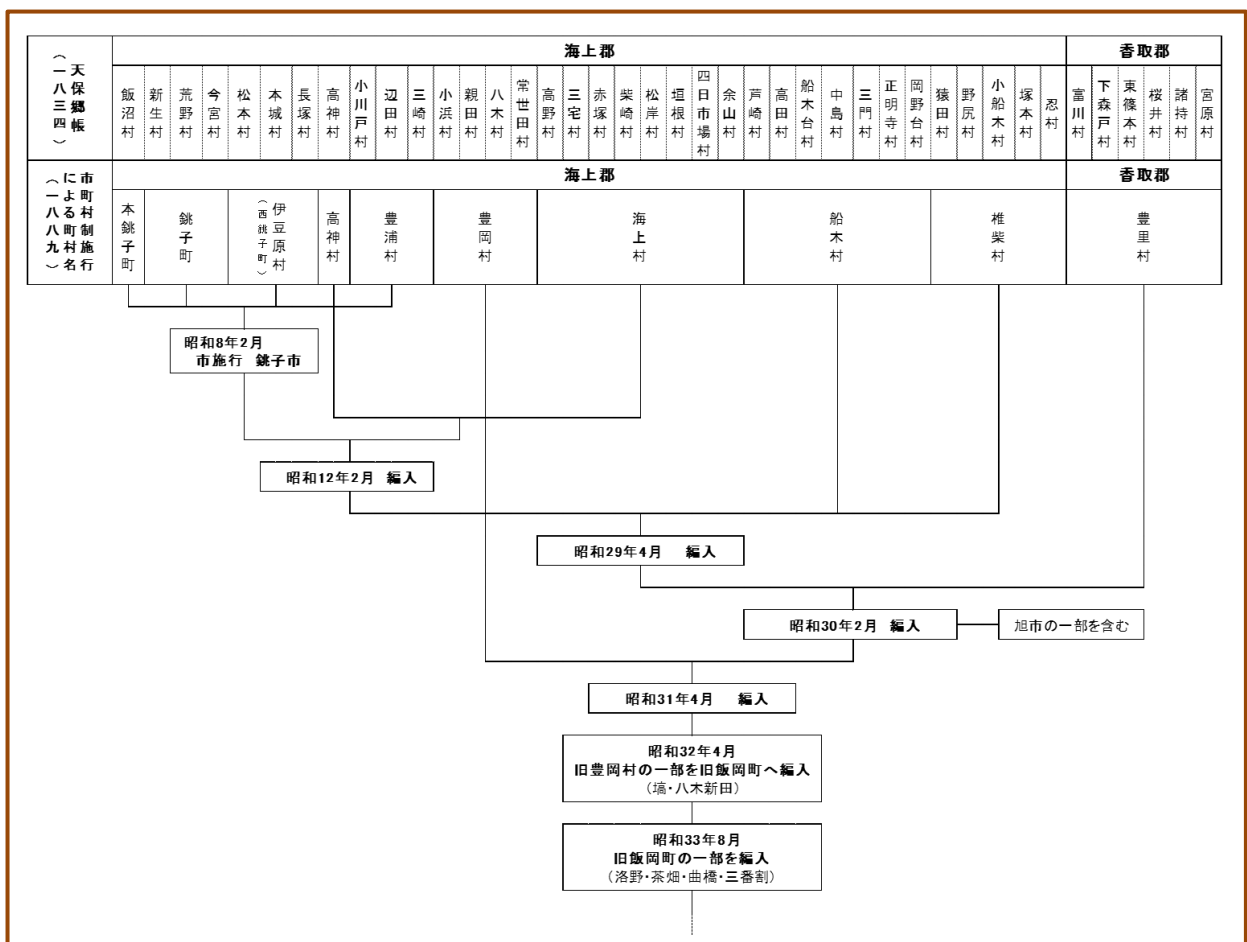 天保郷帳
（一八三四）
海上郡
香取郡
飯沼村
新生村
荒野村
今宮村
松本村
本城村
長塚村
高神村
小川戸村
辺田村
三崎村
小浜村
親田村
八木村
常世田村
高野村
三宅村
赤塚村
柴崎村
松岸村
垣根村
四日市場村
余山村
芦崎村
高田村
船木台村
中島村
三門村
正明寺村
岡野台村
猿田村
野尻村
小船木村
塚本村
忍村
富川村
下森戸村
東篠本村
桜井村
諸持村
宮原村
市町村制施行
による町村名
（一八八九）
海上郡
香取郡
本銚子町
銚子町
伊豆原村
（西銚子町）
高神村
豊浦村
豊岡村
海上村
船木村
椎柴村
豊里村
昭和8年2月
市施行 銚子市
昭和12年2月 編入
昭和29年4月 編入
昭和30年2月 編入
旭市の一部を含む
昭和31年4月 編入
昭和32年4月
旧豊岡村の一部を旧飯岡町へ編入
（塙・八木新田）
昭和33年8月
旧飯岡町の一部を編入
（洛野・茶畑・曲橋・三番割）